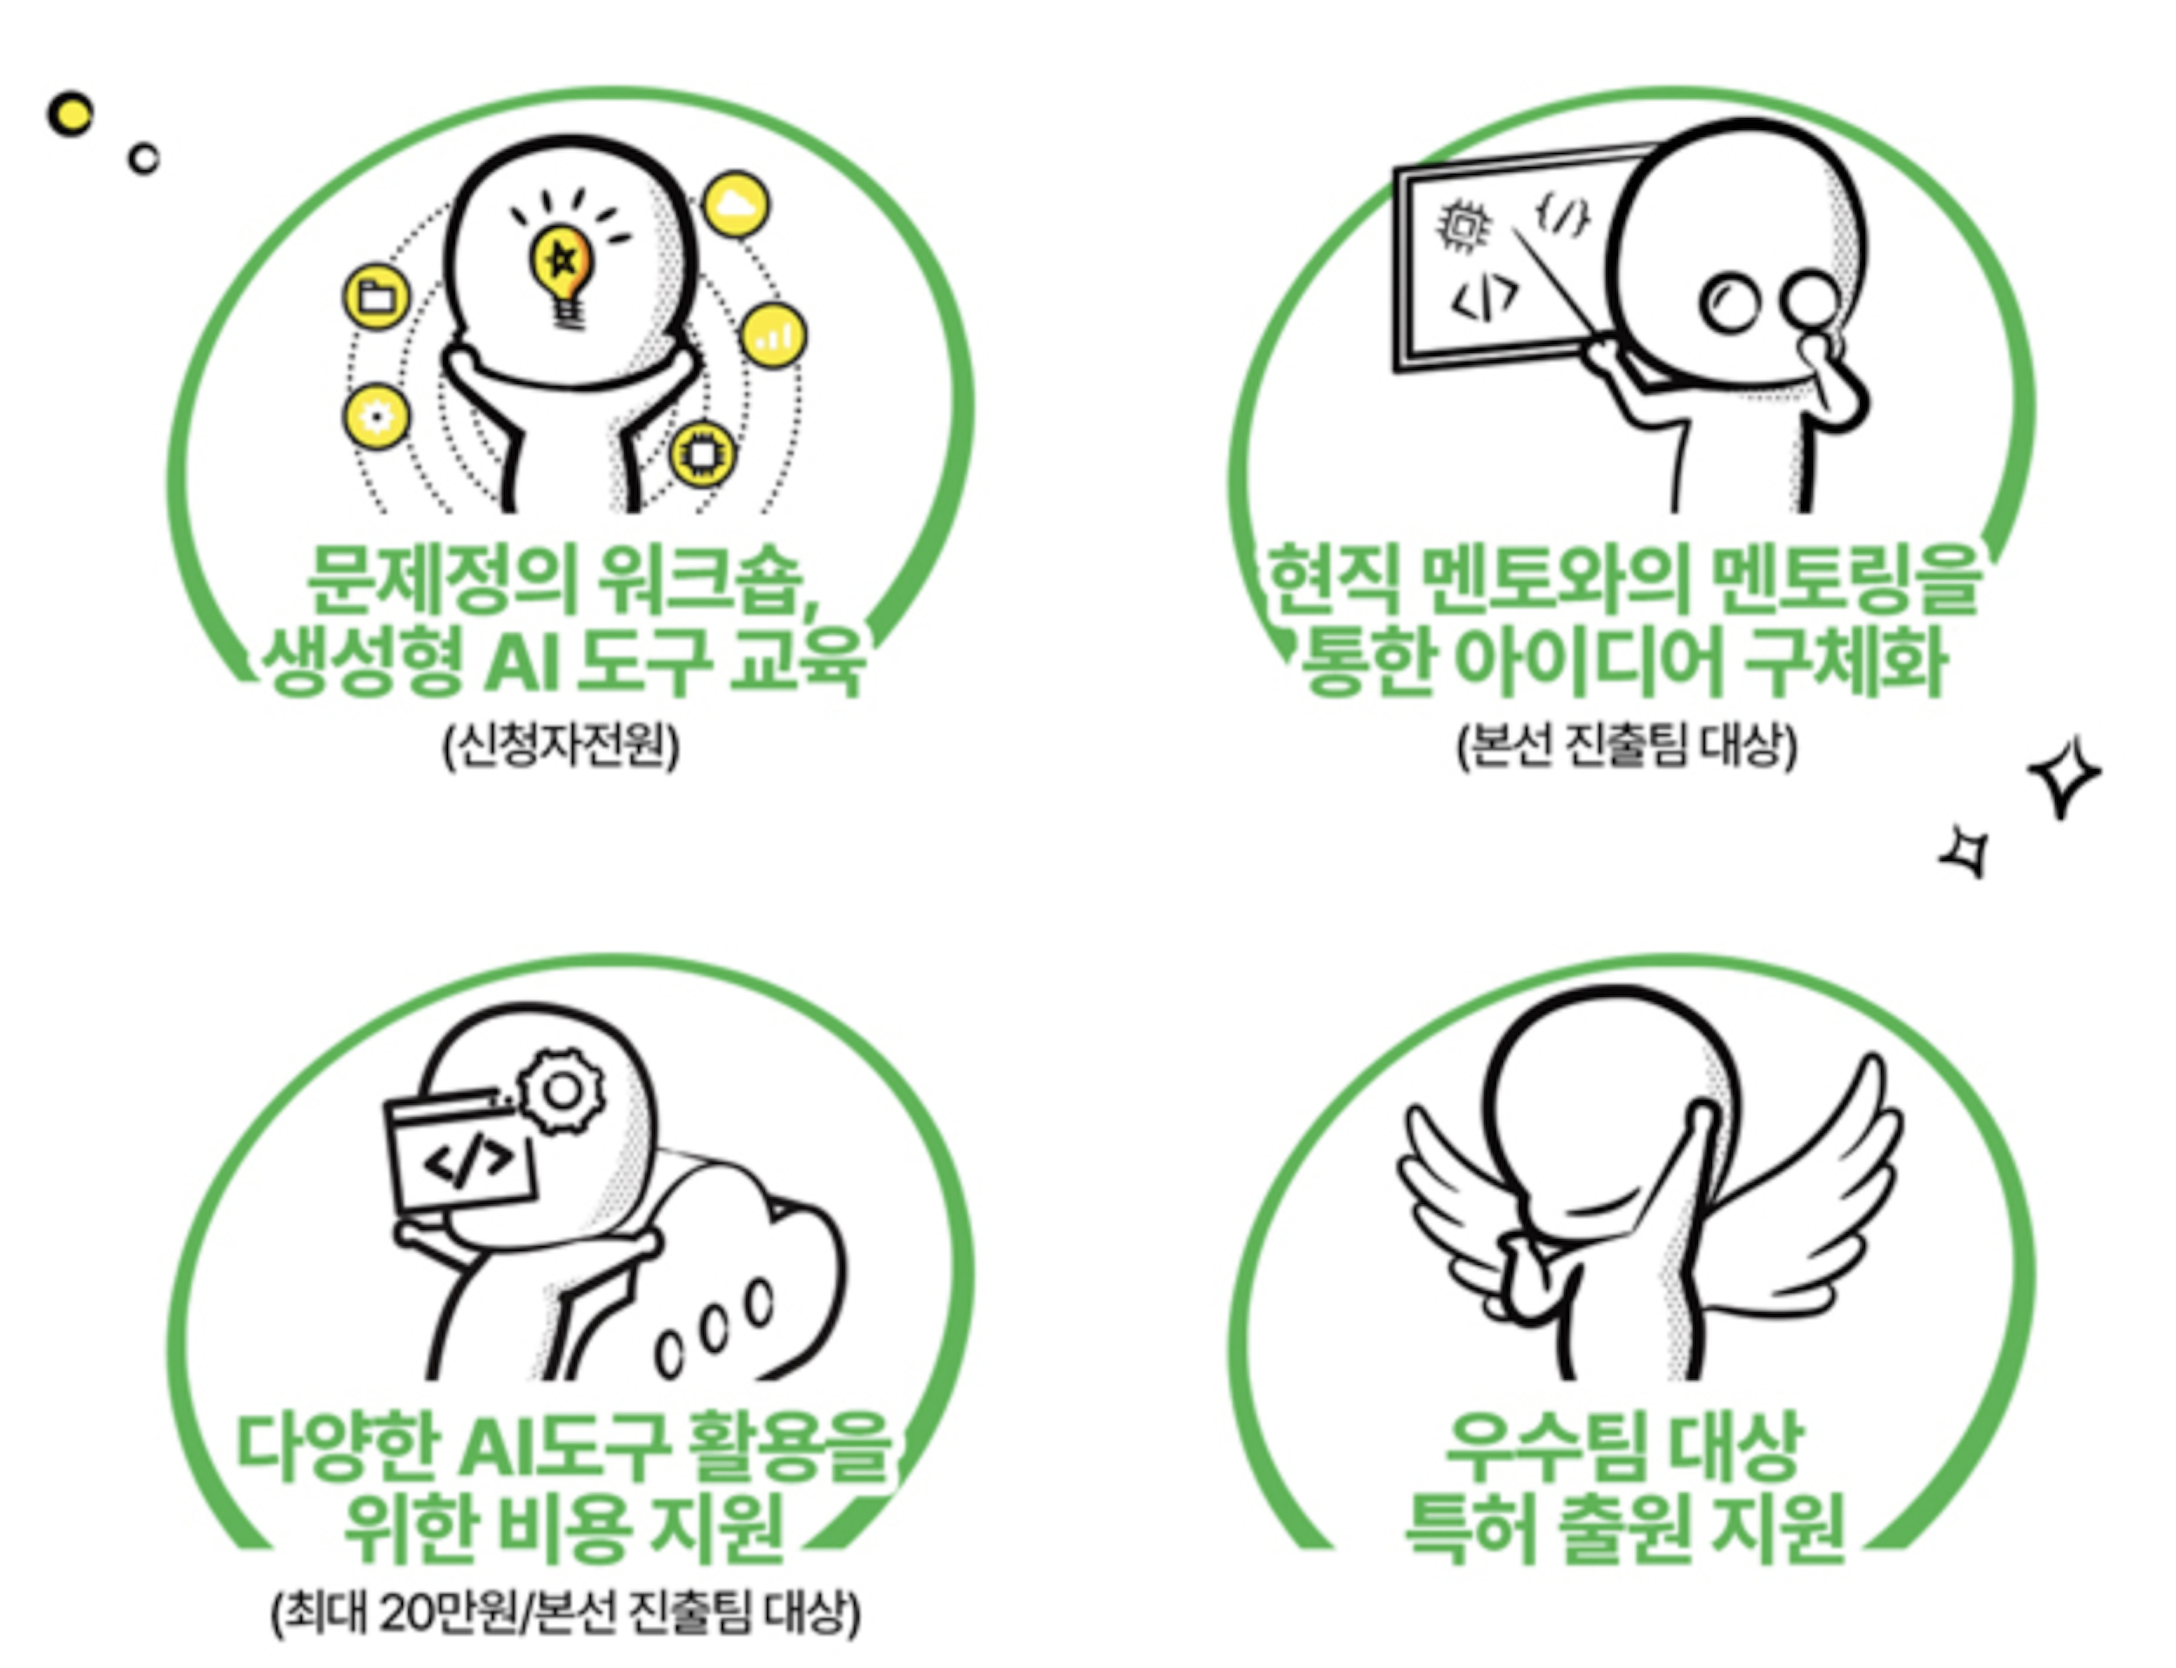 문제정의 워크숍,
생성형 AI 도구 교육
(신청자전원)
{/}
</>
현직 멘토와의 멘토링을
통한 아이디어 구체화
(본선 진출팀 대상)
</>
다양한 AI도구 활용을
위한 비용 지원
(최대 20만원/본선 진출팀 대상)
우수팀 대상
특허 출원 지원